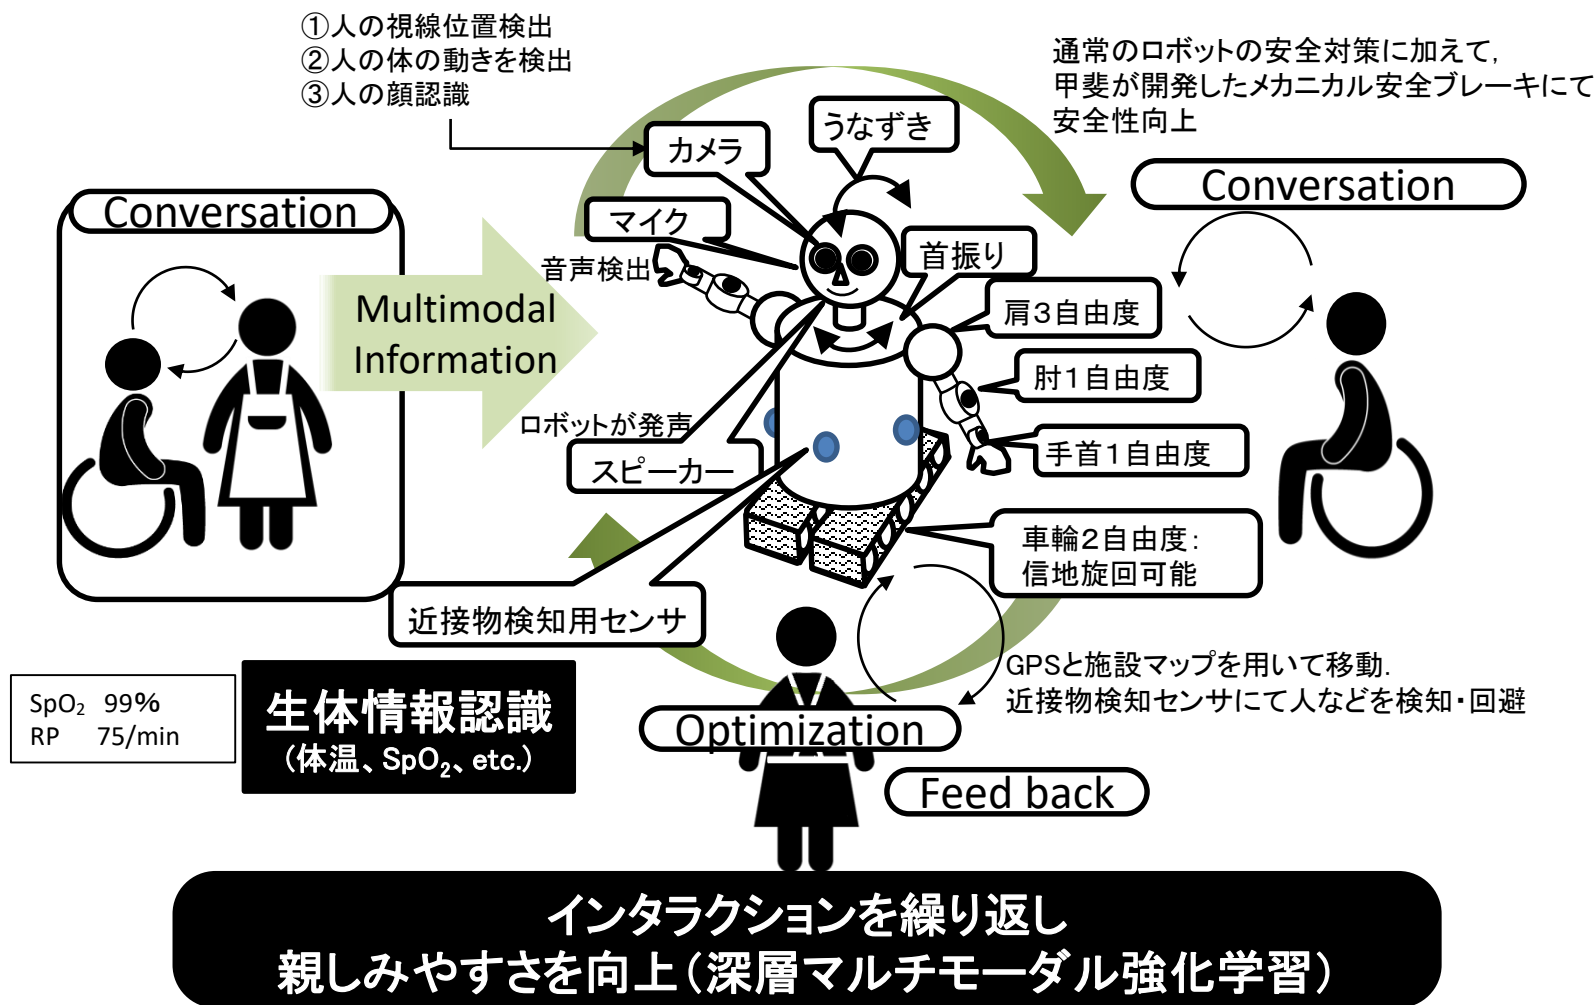 ①人の視線位置検出
②人の体の動きを検出
③人の顔認識
通常のロボットの安全対策に加えて,
甲斐が開発したメカニカル安全ブレーキにて
安全性向上
うなずき
カメラ
Conversation
Conversation
マイク
音声検出
首振り
Multimodal
Information
肩3自由度
肘1自由度
ロボットが発声
スピーカー
手首1自由度
車輪2自由度:
信地旋回可能
近接物検知用センサ
GPSと施設マップを用いて移動.
近接物検知センサにて人などを検知・回避
SpO₂ 99%
RP 75/min
生体情報認識
(体温、SpO₂、etc.)
Optimization
Feed back
インタラクションを繰り返し
親しみやすさを向上(深層マルチモーダル強化学習)